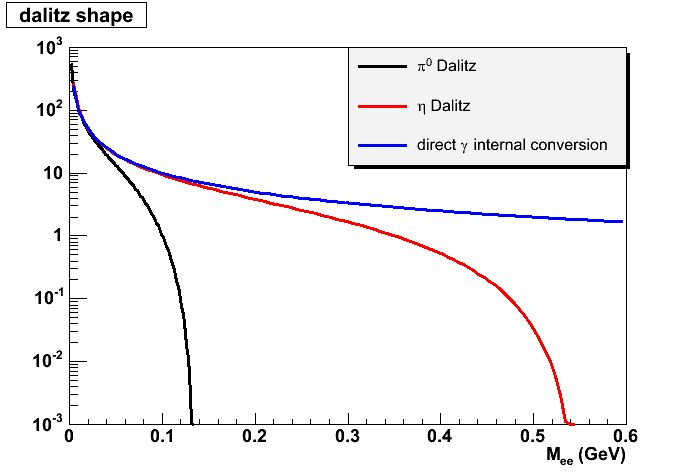 dalitz shape
π⁰ Dalitz
η Dalitz
direct γ internal conversion
10³
10²
10
1
10⁻¹
10⁻²
10⁻³
0 0.1 0.2 0.3 0.4 0.5 0.6
Mₑₑ (GeV)